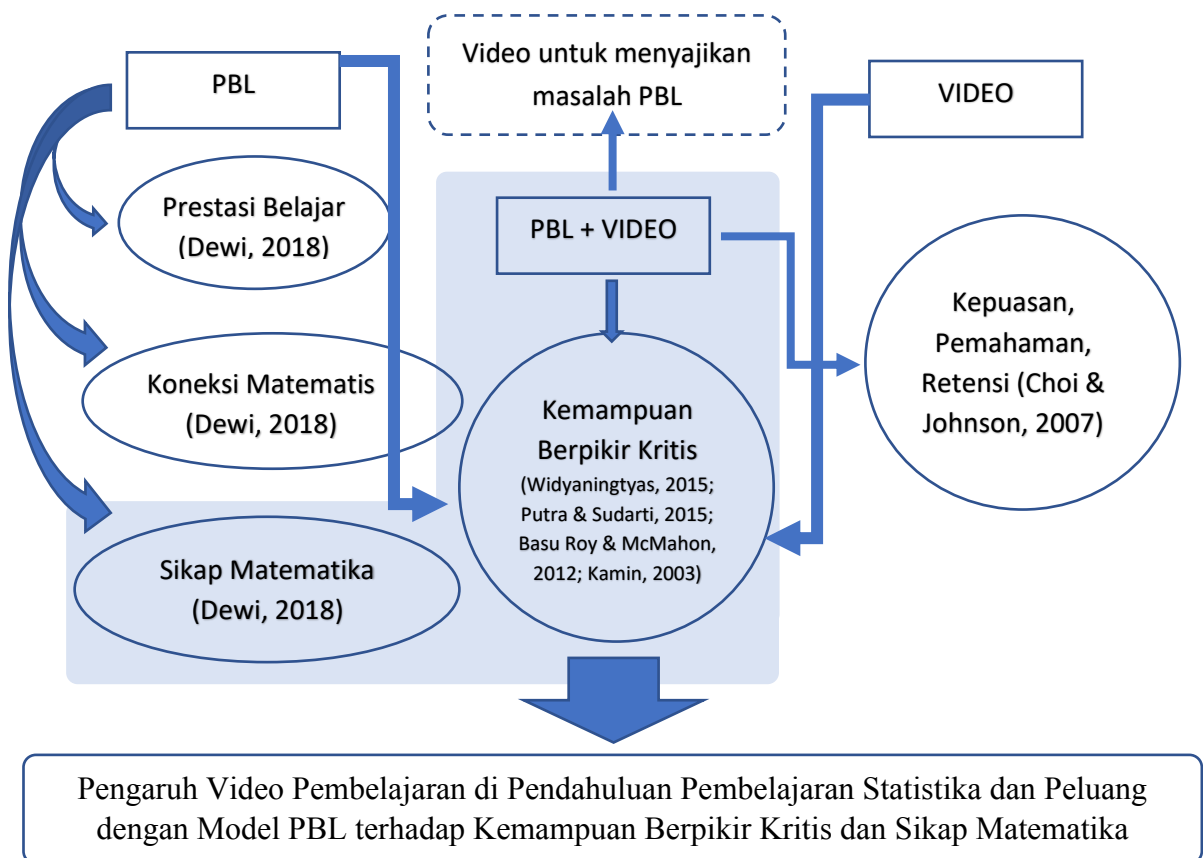 PBL
Video untuk menyajikan
masalah PBL
VIDEO
Prestasi Belajar
(Dewi, 2018)
PBL + VIDEO
Koneksi Matematis
(Dewi, 2018)
Kemampuan
Berpikir Kritis
(Widyaningtyas, 2015;
Putra & Sudarti, 2015;
Basu Roy & McMahon,
2012; Kamin, 2003)
Kepuasan,
Pemahaman,
Retensi (Choi &
Johnson, 2007)
Sikap Matematika
(Dewi, 2018)
Pengaruh Video Pembelajaran di Pendahuluan Pembelajaran Statistika dan Peluang
dengan Model PBL terhadap Kemampuan Berpikir Kritis dan Sikap Matematika